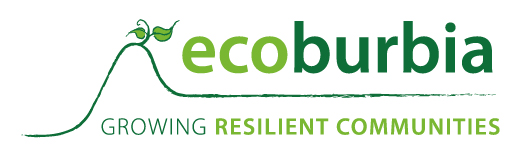 ecoburbia
GROWING RESILIENT COMMUNITIES